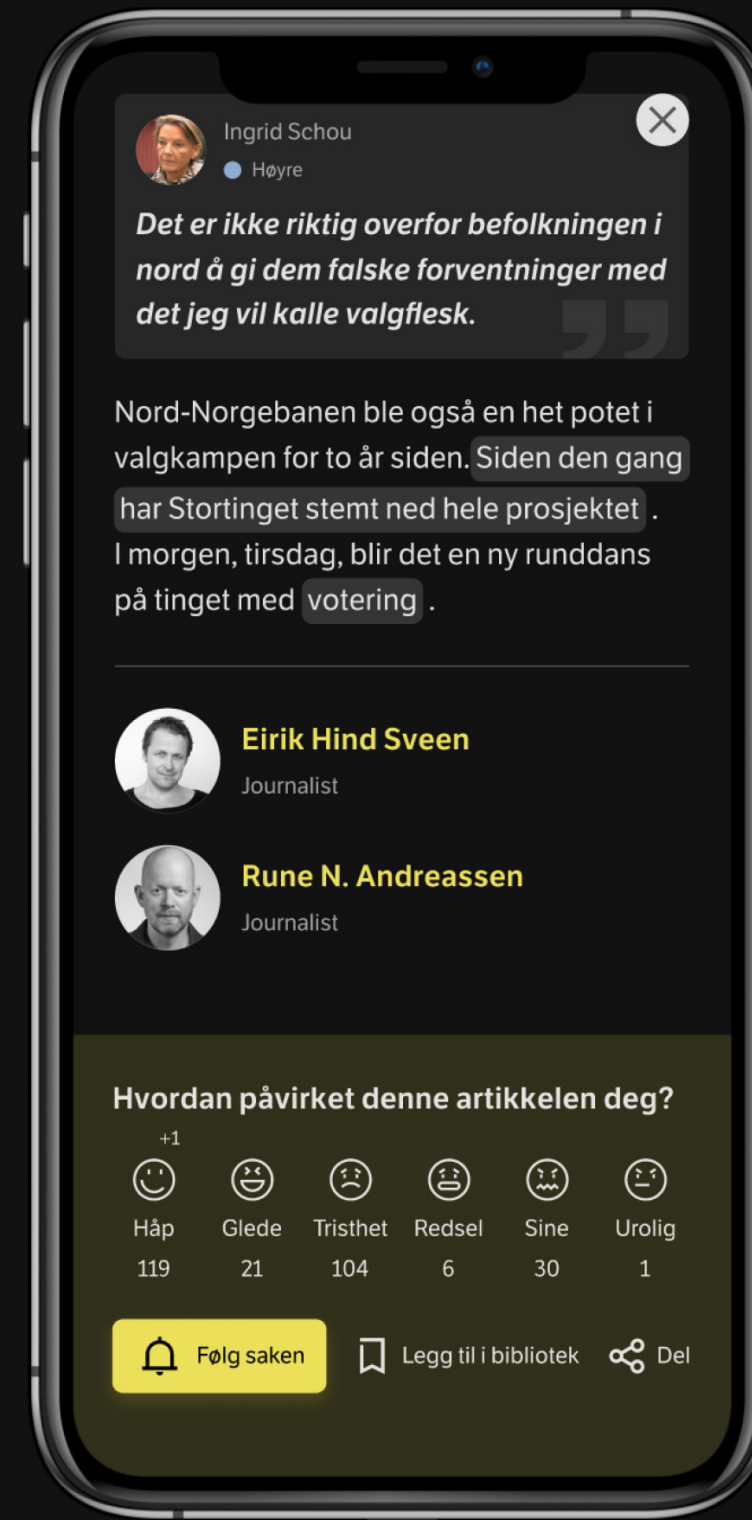 Ingrid Schou
Høyre
Det er ikke riktig overfor befolkningen i
nord å gi dem falske forventninger med
det jeg vil kalle valgflesk.
Nord-Norgebanen ble også en het potet i
valgkampen for to år siden. Siden den gang
har Stortinget stemt ned hele prosjektet .
I morgen, tirsdag, blir det en ny runddans
på tinget med votering .
Eirik Hind Sveen
Journalist
Rune N. Andreassen
Journalist
Hvordan påvirket denne artikkelen deg?
+1
Håp Glede Tristhet Redsel Sine Urolig
119 21 104 6 30 1
Følg saken Legg til i bibliotek Del